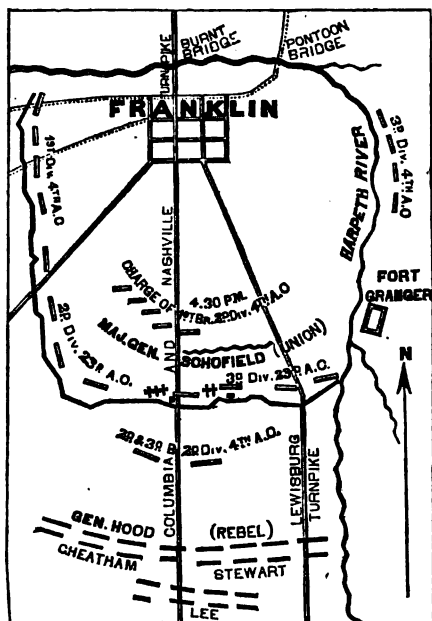 BURNT BRIDGE
PONTOON BRIDGE
TURNPIKE
FRANKLIN
1ST DIV. 4TH A.C.
3D DIV. 4TH A.C.
HARPETH RIVER
NASHVILLE
4.30 P.M.
CHARGE OF 1ST BR. 2D DIV. 4TH A.C.
FORT GRANGER
MAJ. GEN. SCHOFIELD (UNION)
AND
2D DIV. 23D A.C.
3D DIV. 23D A.C.
N
2D & 3D B. 2D DIV. 4TH A.C.
COLUMBIA
LEWISBURG TURNPIKE
GEN. HOOD (REBEL)
CHEATHAM
STEWART
LEE